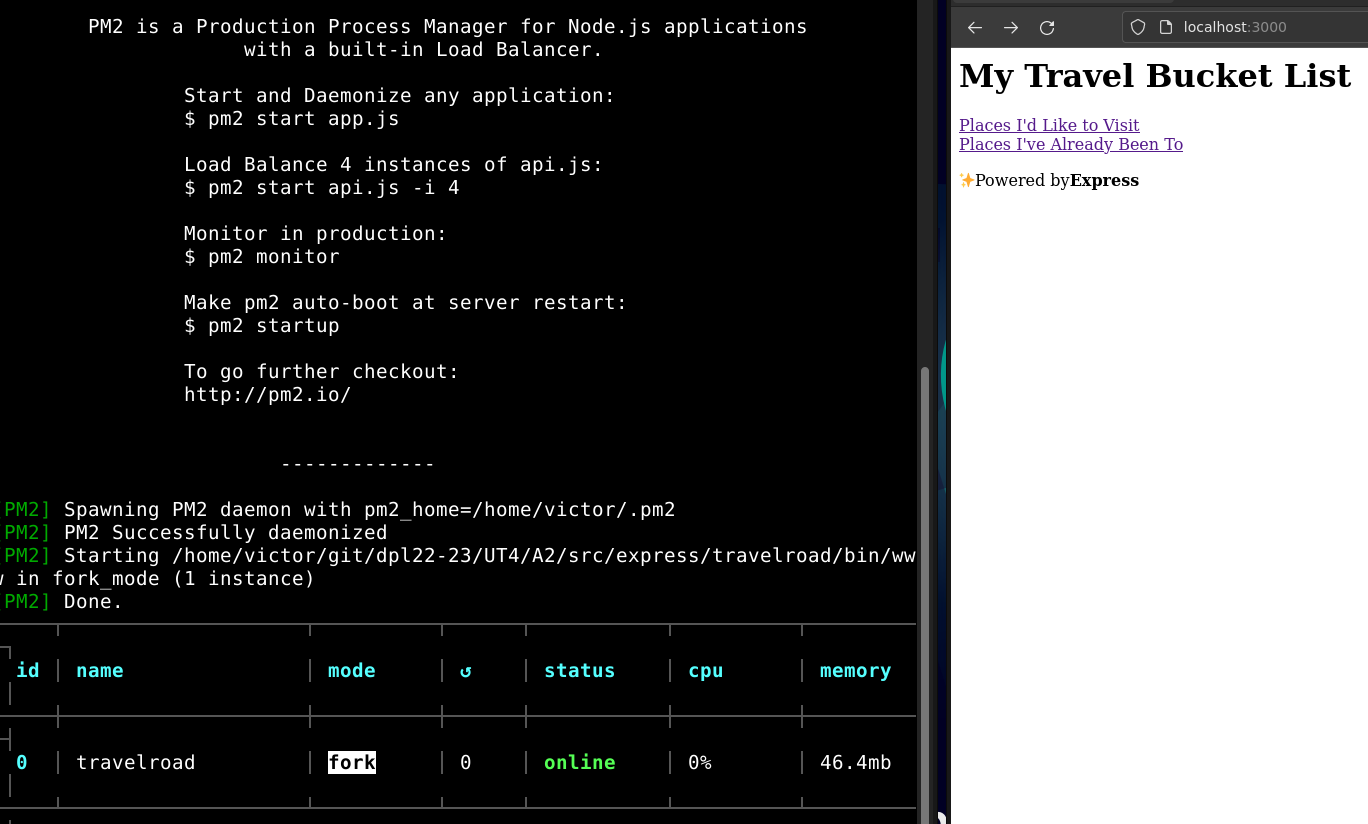 PM2 is a Production Process Manager for Node.js applications
with a built-in Load Balancer.
Start and Daemonize any application:
$ pm2 start app.js
Load Balance 4 instances of api.js:
$ pm2 start api.js -i 4
Monitor in production:
$ pm2 monitor
Make pm2 auto-boot at server restart:
$ pm2 startup
To go further checkout:
http://pm2.io/
-------------
[PM2] Spawning PM2 daemon with pm2_home=/home/victor/.pm2
[PM2] PM2 Successfully daemonized
[PM2] Starting /home/victor/git/dpl22-23/UT4/A2/src/express/travelroad/bin/ww
w in fork_mode (1 instance)
[PM2] Done.
id │ name │ mode │ ↺ │ status │ cpu │ memory
0 │ travelroad │ fork │ 0 │ online │ 0% │ 46.4mb
localhost:3000
My Travel Bucket List
Places I'd Like to Visit
Places I've Already Been To
✨Powered byExpress